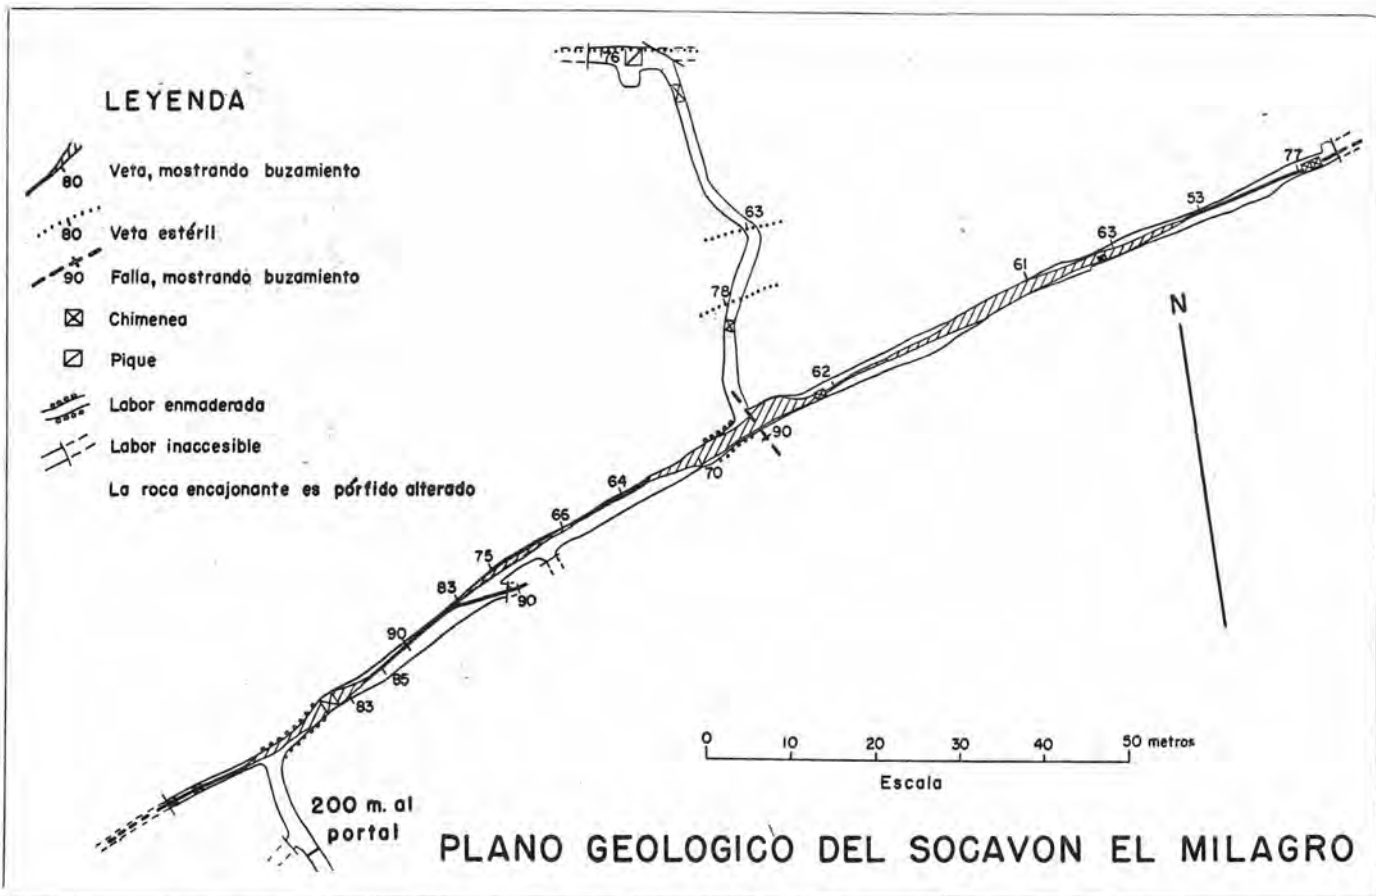 LEYENDA
80 Veta, mostrando buzamiento
80 Veta estéril
90 Falla, mostrando buzamiento
Chimenea
Pique
Labor enmaderada
Labor inaccesible
La roca encajonante es pórfido alterado
76
63
78
77
53
63
61
62
90
70
64
66
75
83
90
90
85
83
N
200 m. al
portal
0 10 20 30 40 50 metros
Escala
PLANO GEOLOGICO DEL SOCAVON EL MILAGRO